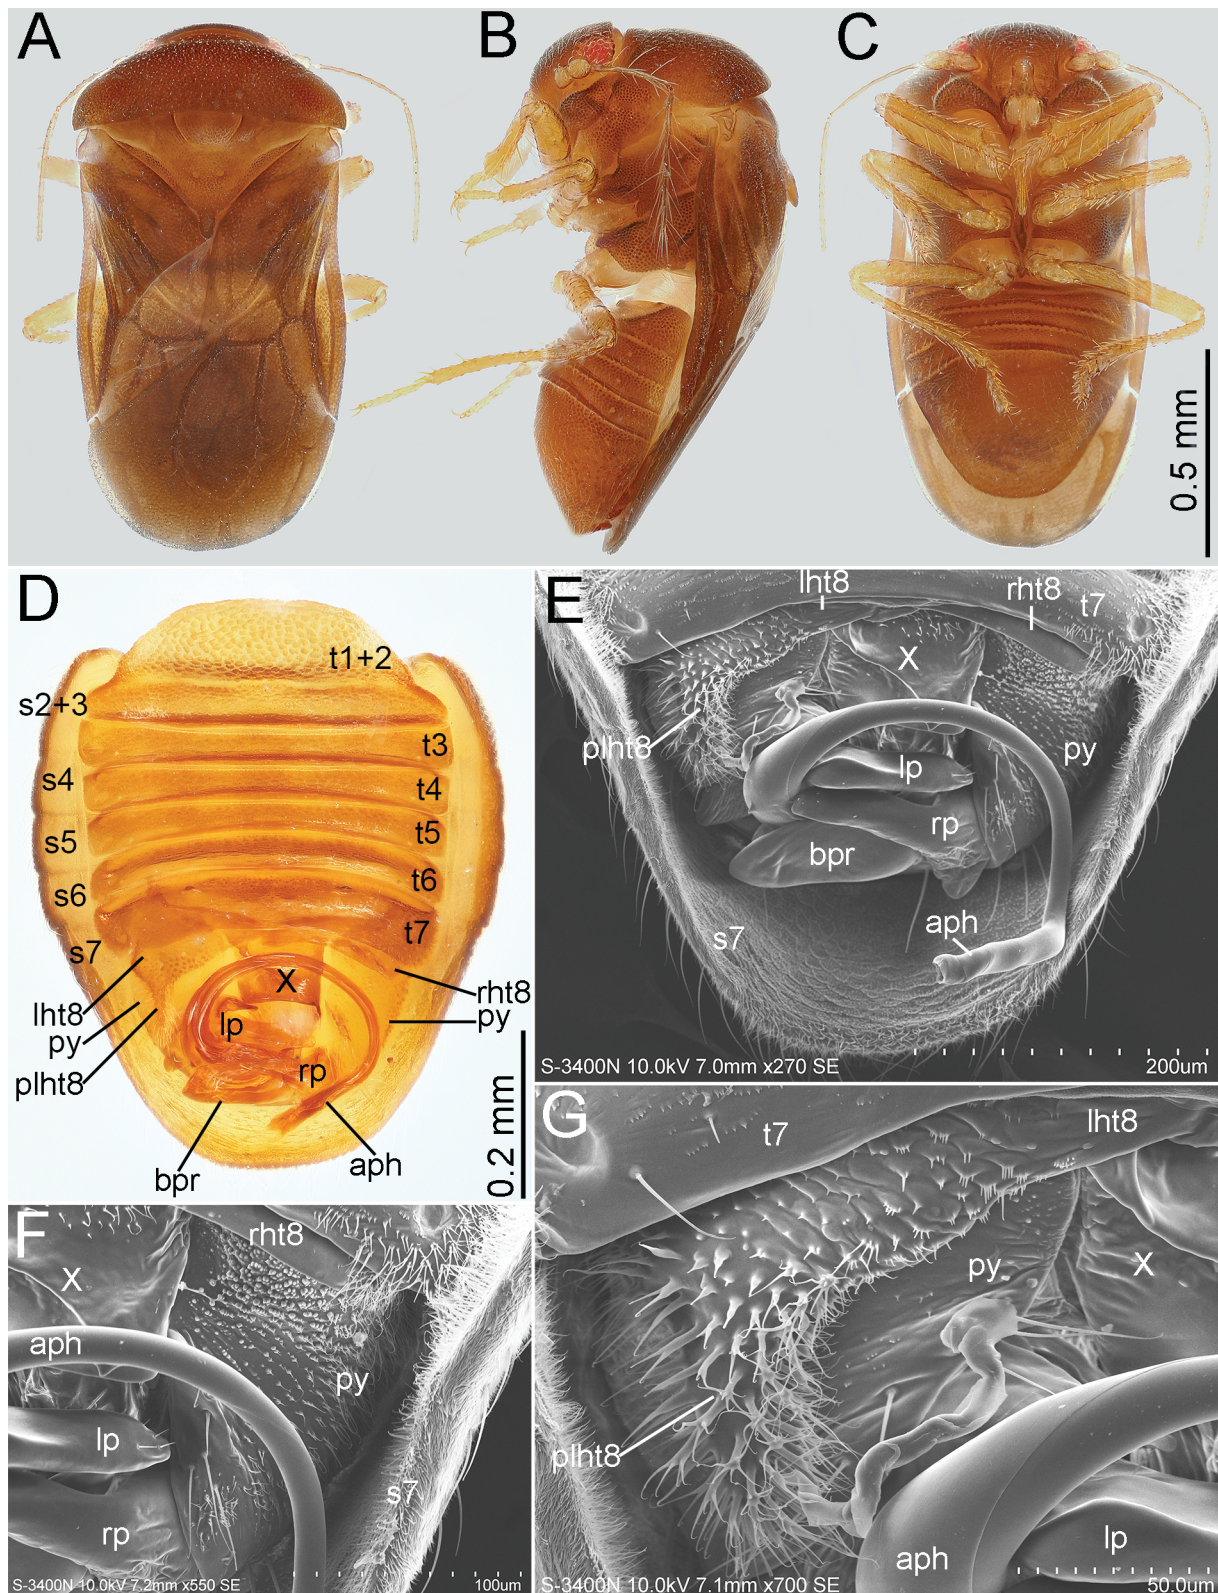 A
B
C
0.5 mm
D
t1+2
s2+3
t3
s4
t4
s5
t5
s6
t6
s7
t7
X
lht8
rht8
py
lp
py
plht8
rp
bpr
aph
0.2 mm
E
lht8
rht8
t7
X
plht8
py
lp
rp
bpr
aph
s7
S-3400N 10.0kV 7.0mm x270 SE
200um
F
rht8
X
aph
py
lp
s7
rp
S-3400N 10.0kV 7.2mm x550 SE
100um
G
t7
lht8
py
X
plht8
lp
aph
S-3400N 10.0kV 7.1mm x700 SE
50.0um